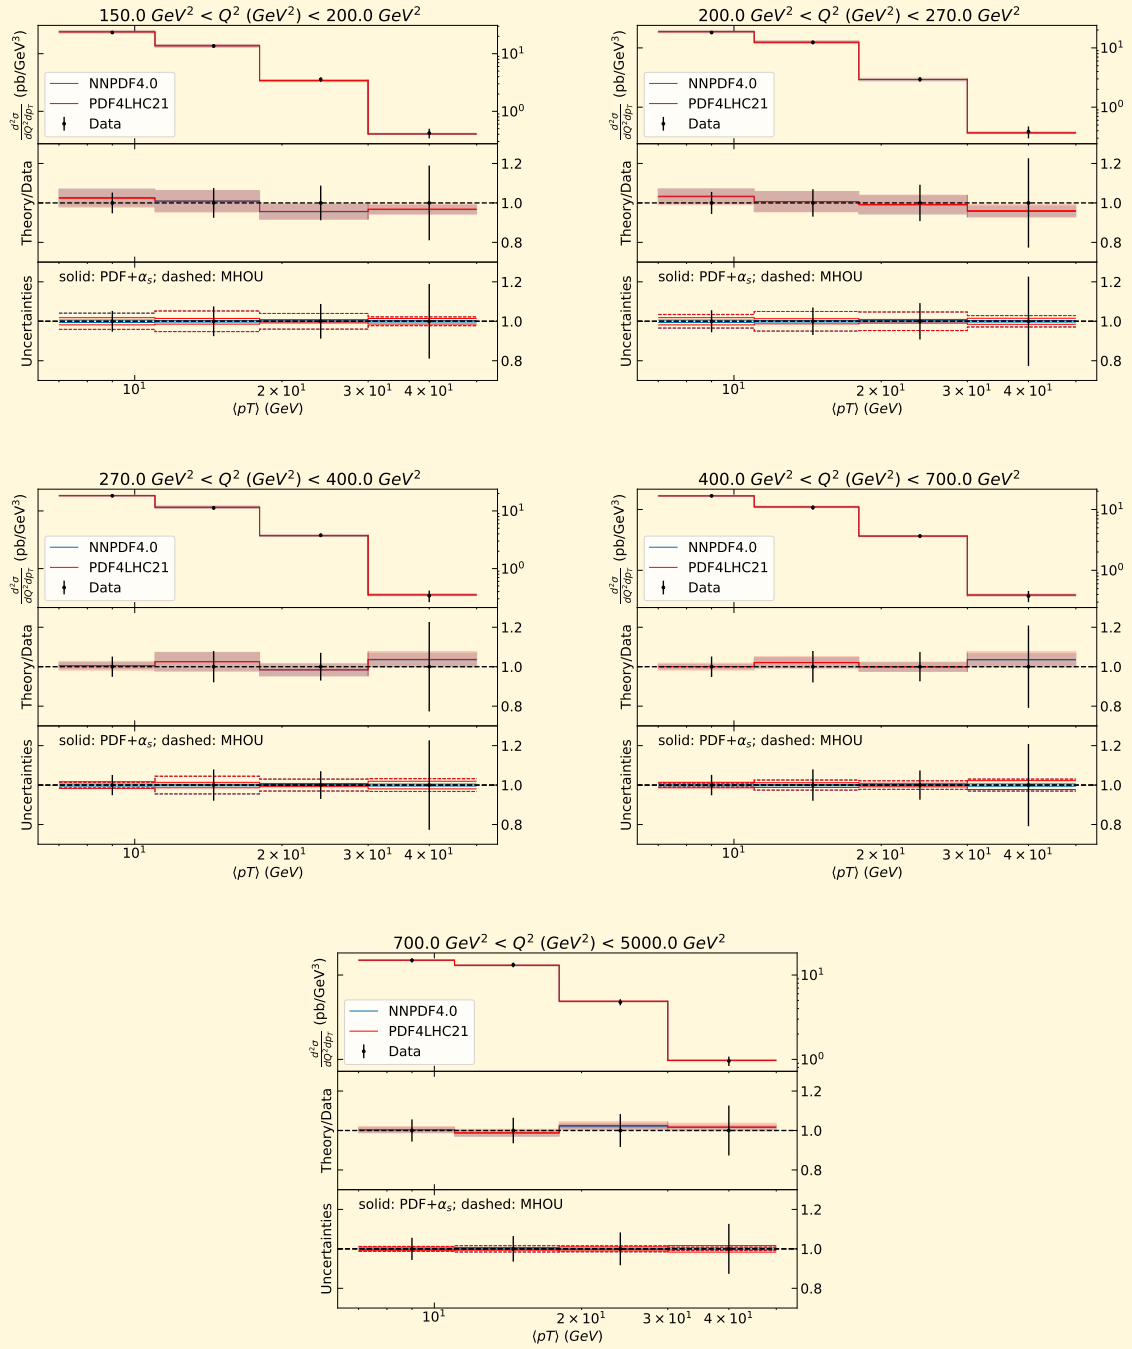 150.0 GeV² < Q² (GeV²) < 200.0 GeV²
d²σ/dQ²dp_T (pb/GeV³)
10¹
10⁰
NNPDF4.0
PDF4LHC21
Data
Theory/Data
1.2
1.0
0.8
Uncertainties
solid: PDF+α_s; dashed: MHOU
1.2
1.0
0.8
10¹
2 × 10¹
3 × 10¹
4 × 10¹
⟨pT⟩ (GeV)
200.0 GeV² < Q² (GeV²) < 270.0 GeV²
d²σ/dQ²dp_T (pb/GeV³)
10¹
10⁰
NNPDF4.0
PDF4LHC21
Data
Theory/Data
1.2
1.0
0.8
Uncertainties
solid: PDF+α_s; dashed: MHOU
1.2
1.0
0.8
10¹
2 × 10¹
3 × 10¹
4 × 10¹
⟨pT⟩ (GeV)
270.0 GeV² < Q² (GeV²) < 400.0 GeV²
d²σ/dQ²dp_T (pb/GeV³)
10¹
10⁰
NNPDF4.0
PDF4LHC21
Data
Theory/Data
1.2
1.0
0.8
Uncertainties
solid: PDF+α_s; dashed: MHOU
1.2
1.0
0.8
10¹
2 × 10¹
3 × 10¹
4 × 10¹
⟨pT⟩ (GeV)
400.0 GeV² < Q² (GeV²) < 700.0 GeV²
d²σ/dQ²dp_T (pb/GeV³)
10¹
10⁰
NNPDF4.0
PDF4LHC21
Data
Theory/Data
1.2
1.0
0.8
Uncertainties
solid: PDF+α_s; dashed: MHOU
1.2
1.0
0.8
10¹
2 × 10¹
3 × 10¹
4 × 10¹
⟨pT⟩ (GeV)
700.0 GeV² < Q² (GeV²) < 5000.0 GeV²
d²σ/dQ²dp_T (pb/GeV³)
10¹
10⁰
NNPDF4.0
PDF4LHC21
Data
Theory/Data
1.2
1.0
0.8
Uncertainties
solid: PDF+α_s; dashed: MHOU
1.2
1.0
0.8
10¹
2 × 10¹
3 × 10¹
4 × 10¹
⟨pT⟩ (GeV)